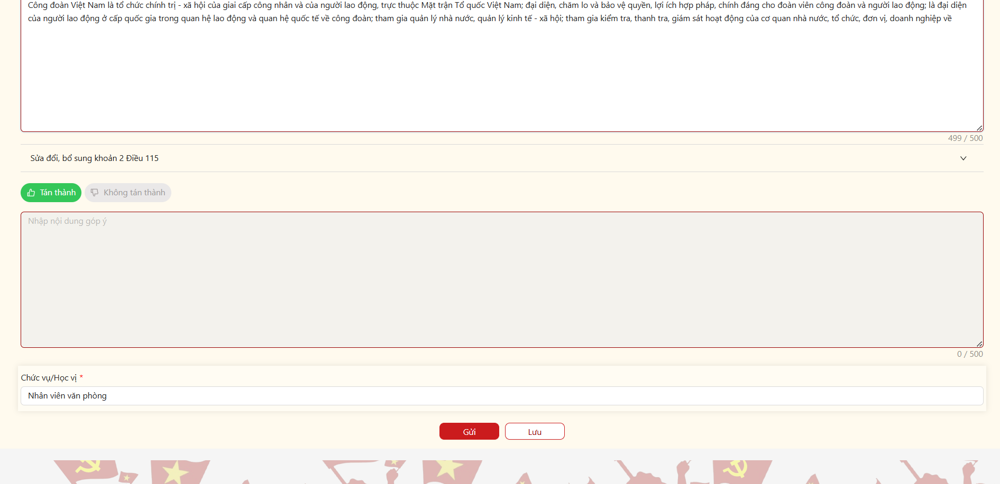 Công đoàn Việt Nam là tổ chức chính trị - xã hội của giai cấp công nhân và của người lao động, trực thuộc Mặt trận Tổ quốc Việt Nam; đại diện, chăm lo và bảo vệ quyền, lợi ích hợp pháp, chính đáng cho đoàn viên công đoàn và người lao động; là đại diện
của người lao động ở cấp quốc gia trong quan hệ lao động và quan hệ quốc tế về công đoàn; tham gia quản lý nhà nước, quản lý kinh tế - xã hội; tham gia kiểm tra, thanh tra, giám sát hoạt động của cơ quan nhà nước, tổ chức, đơn vị, doanh nghiệp về
499 / 500
Sửa đổi, bổ sung khoản 2 Điều 115
Tán thành Không tán thành
Nhập nội dung góp ý
0 / 500
Chức vụ/Học vị *
Nhân viên văn phòng
Gửi Lưu